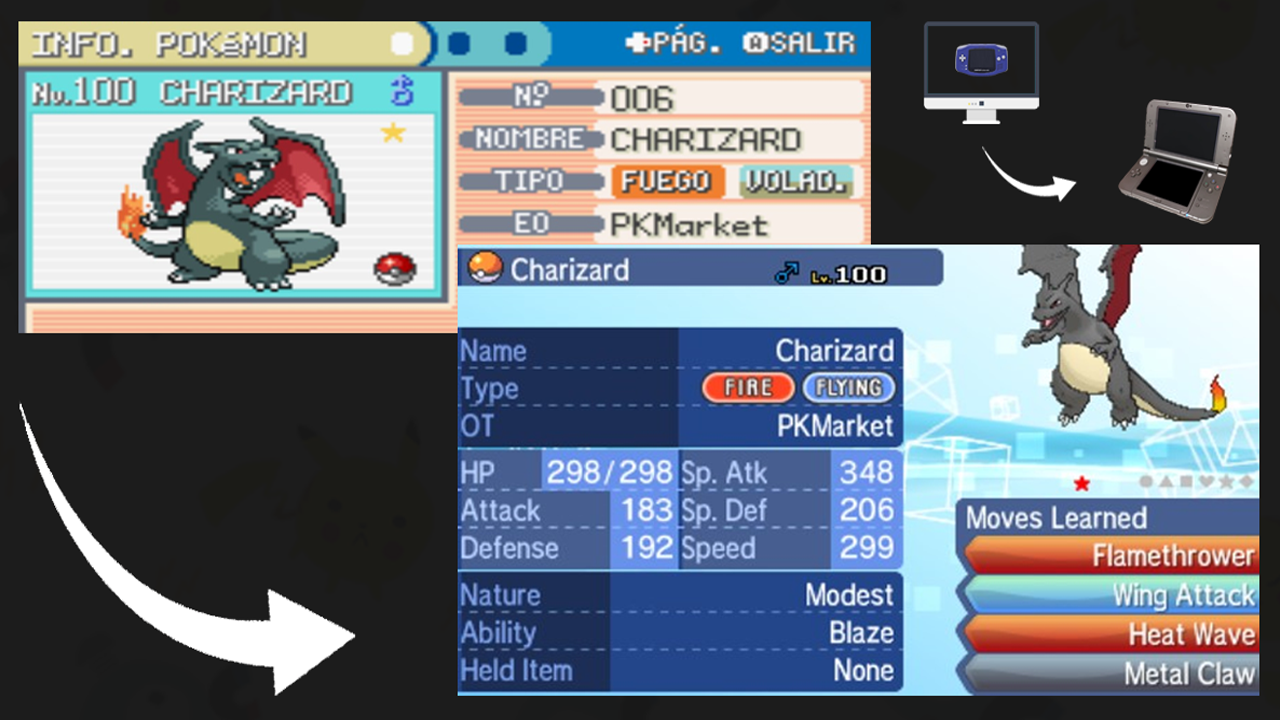 INFO. POKéMON
PÁG. SALIR
Nv.100 CHARIZARD
Nº 006
NOMBRE CHARIZARD
TIPO FUEGO VOLAD.
EO PKMarket
Charizard Lv.100
Name Charizard
Type FIRE FLYING
OT PKMarket
HP 298/298 Sp. Atk 348
Attack 183 Sp. Def 206
Defense 192 Speed 299
Nature Modest
Ability Blaze
Held Item None
Moves Learned
Flamethrower
Wing Attack
Heat Wave
Metal Claw